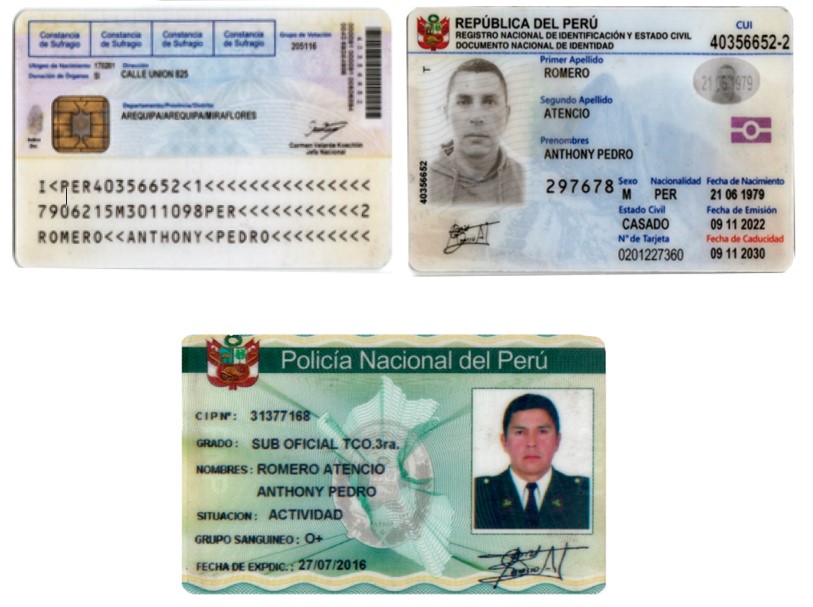 Constancia de Sufragio
Constancia de Sufragio
Constancia de Sufragio
Constancia de Sufragio
Grupo de Votación
205116
Ubigeo de Nacimiento 170201
Dirección
Donación de Órganos SI
CALLE UNION 825
Departamento/Provincia/Distrito
AREQUIPA/AREQUIPA/MIRAFLORES
Carmen Velarde Koechlin
Jefa Nacional
I<PER40356652<1<<<<<<<<<<<<<<<
7906215M3011098PER<<<<<<<<<<<2
ROMERO<<ANTHONY<PEDRO<<<<<<<<<
REPÚBLICA DEL PERÚ
REGISTRO NACIONAL DE IDENTIFICACIÓN Y ESTADO CIVIL
DOCUMENTO NACIONAL DE IDENTIDAD
CUI
40356652-2
Primer Apellido
ROMERO
Segundo Apellido
ATENCIO
Prenombres
ANTHONY PEDRO
T
40356652
21 06 1979
297678
Sexo Nacionalidad Fecha de Nacimiento
M PER 21 06 1979
Estado Civil Fecha de Emisión
CASADO 09 11 2022
N° de Tarjeta Fecha de Caducidad
0201227360 09 11 2030
Policía Nacional del Perú
CIPNº: 31377168
GRADO: SUB OFICIAL TCO.3ra.
NOMBRES: ROMERO ATENCIO
ANTHONY PEDRO
SITUACION: ACTIVIDAD
GRUPO SANGUINEO: O+
FECHA DE EXPDIC.: 27/07/2016